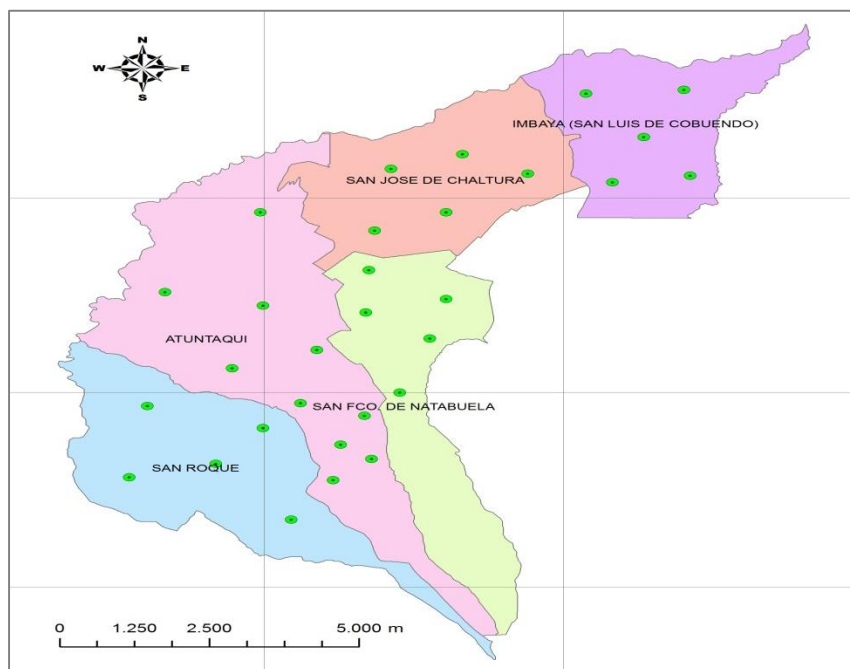 N
W E
S
IMBAYA (SAN LUIS DE COBUENDO)
SAN JOSE DE CHALTURA
ATUNTAQUI
SAN FCO. DE NATABUELA
SAN ROQUE
0 1.250 2.500 5.000 m